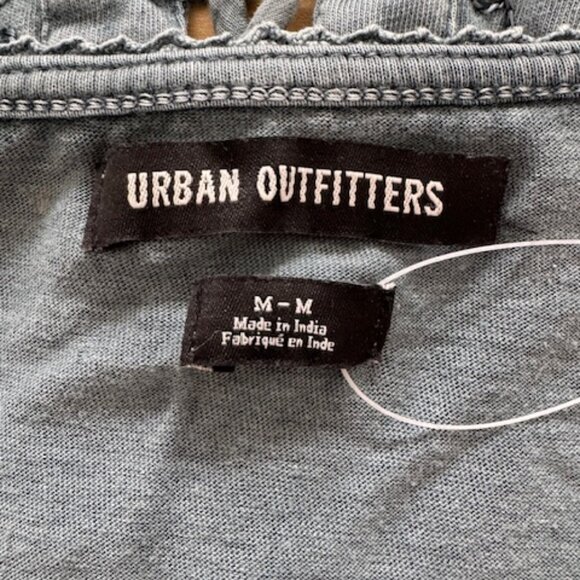 URBAN OUTFITTERS
M - M
Made in India
Fabriqué en Inde